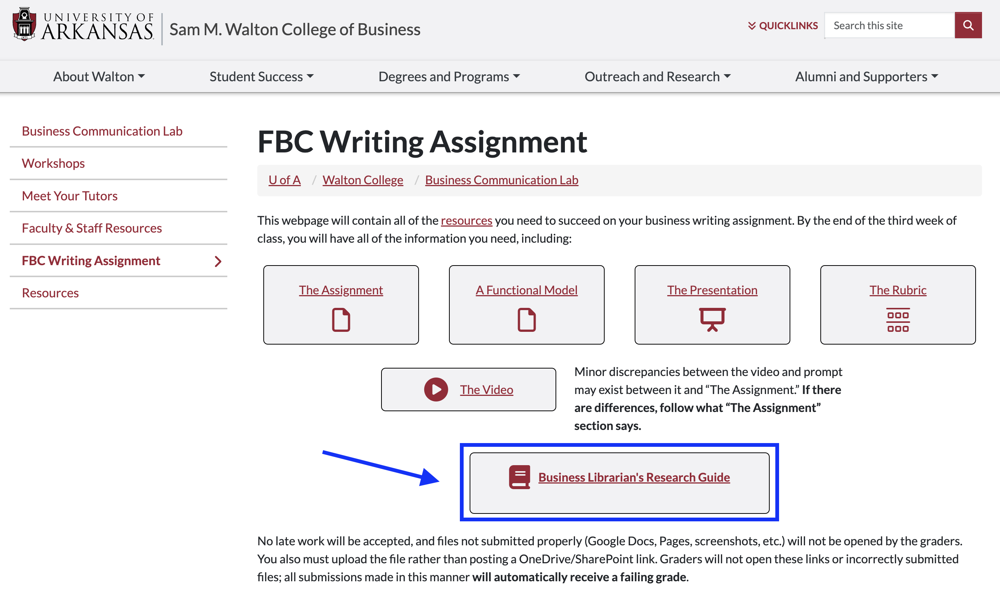 UNIVERSITY OF
ARKANSAS
1871
Sam M. Walton College of Business
QUICKLINKS
Search this site
About Walton
Student Success
Degrees and Programs
Outreach and Research
Alumni and Supporters
Business Communication Lab
Workshops
Meet Your Tutors
Faculty & Staff Resources
FBC Writing Assignment
Resources
FBC Writing Assignment
U of A / Walton College / Business Communication Lab
This webpage will contain all of the resources you need to succeed on your business writing assignment. By the end of the third week of
class, you will have all of the information you need, including:
The Assignment
A Functional Model
The Presentation
The Rubric
The Video
Minor discrepancies between the video and prompt
may exist between it and “The Assignment.” If there
are differences, follow what “The Assignment”
section says.
Business Librarian's Research Guide
No late work will be accepted, and files not submitted properly (Google Docs, Pages, screenshots, etc.) will not be opened by the graders.
You also must upload the file rather than posting a OneDrive/SharePoint link. Graders will not open these links or incorrectly submitted
files; all submissions made in this manner will automatically receive a failing grade.